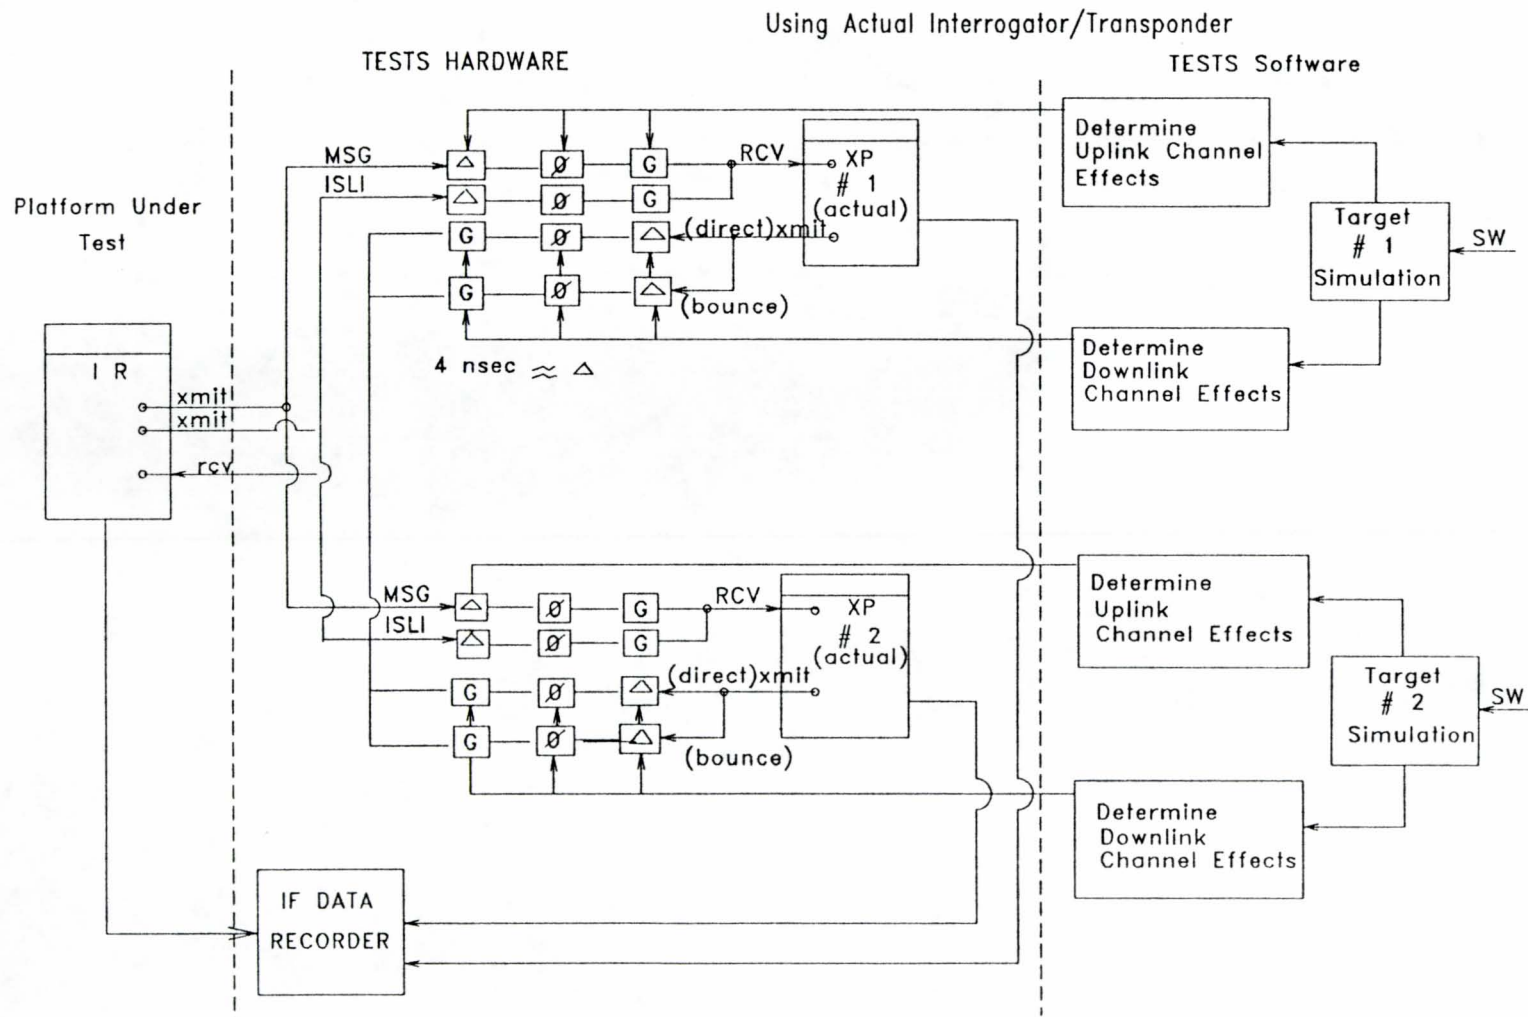 Using Actual Interrogator/Transponder
TESTS HARDWARE
TESTS Software
Platform Under
Test
MSG
△ Ø G
RCV
XP
# 1
(actual)
ISLI
△ Ø G
G Ø △
(direct)xmit
G Ø △
(bounce)
4 nsec ≈ △
Determine
Uplink Channel
Effects
Target
# 1
Simulation
SW
Determine
Downlink
Channel Effects
I R
xmit
xmit
rcv
MSG
△ Ø G
RCV
XP
# 2
(actual)
ISLI
△ Ø G
G Ø △
(direct)xmit
G Ø △
(bounce)
Determine
Uplink
Channel Effects
Target
# 2
Simulation
SW
Determine
Downlink
Channel Effects
IF DATA
RECORDER